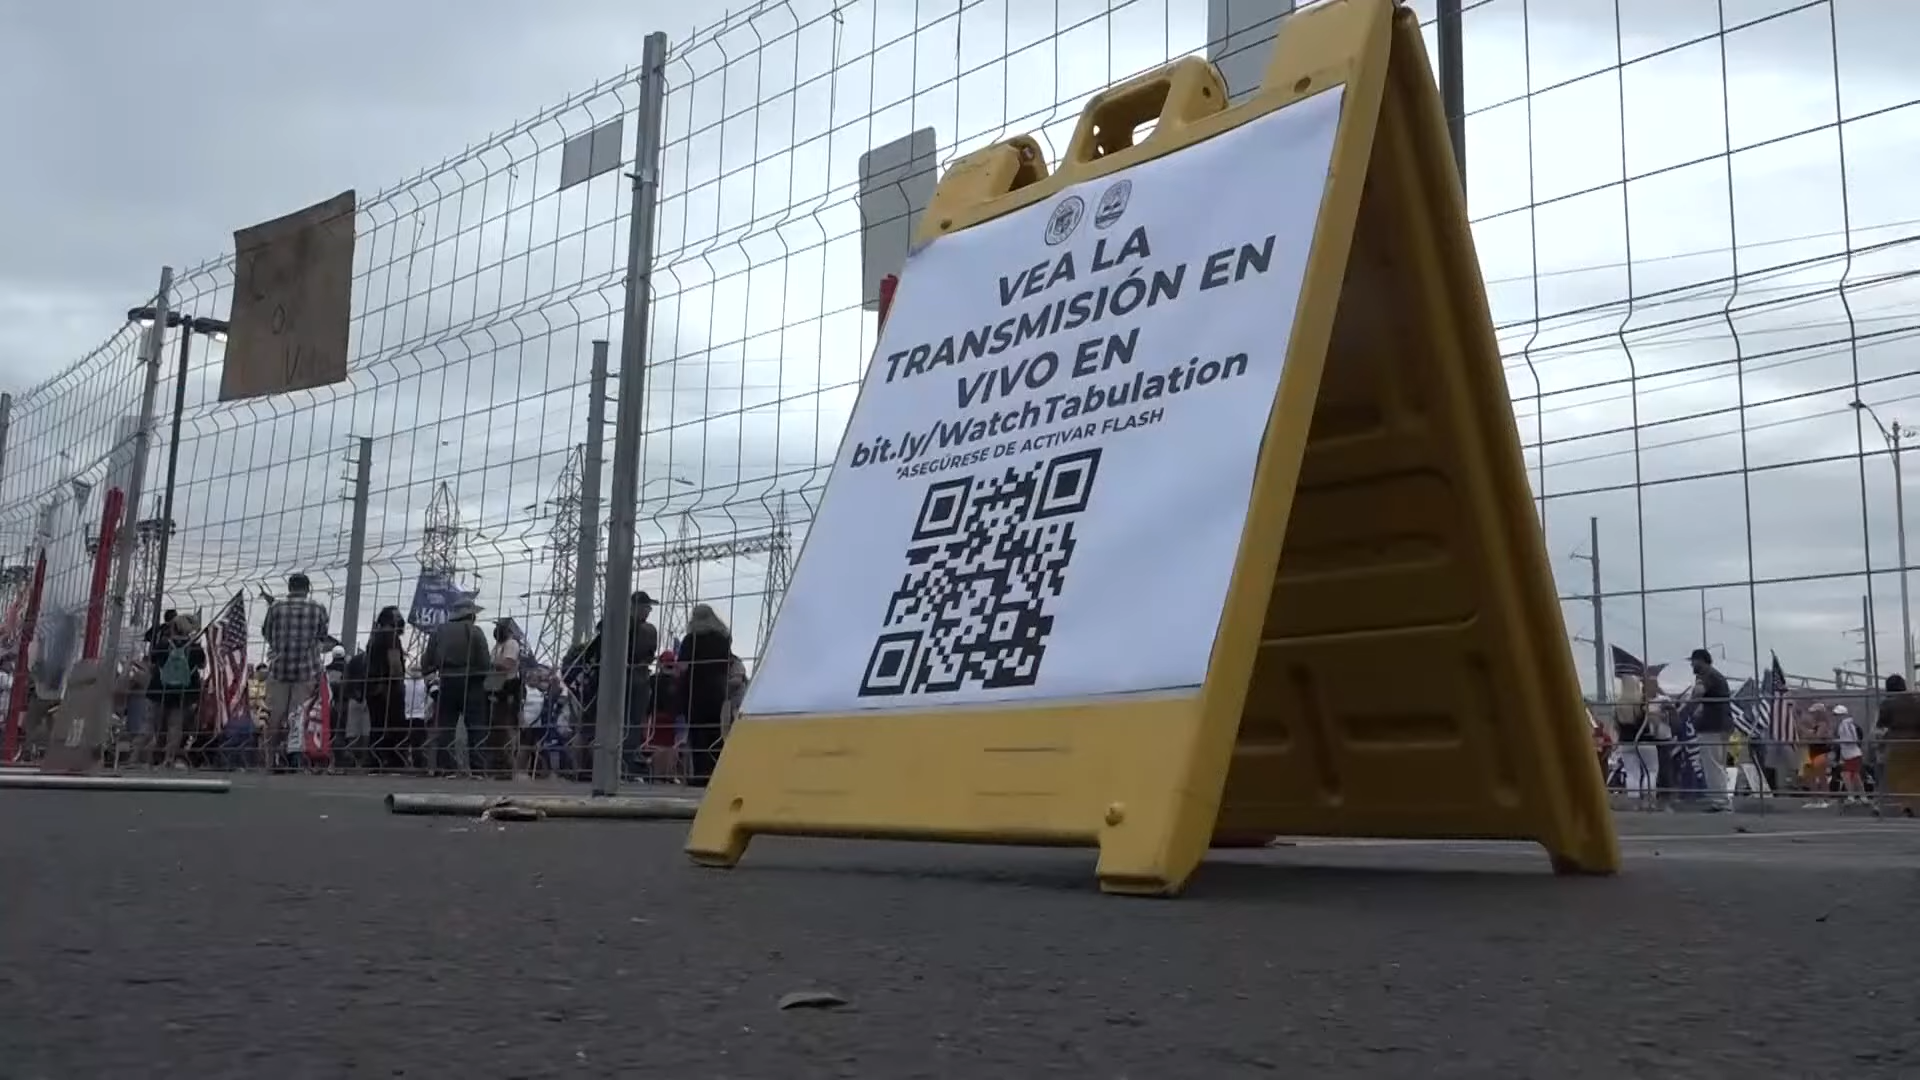 VEA LA
TRANSMISIÓN EN
VIVO EN
bit.ly/WatchTabulation
*ASEGÚRESE DE ACTIVAR FLASH